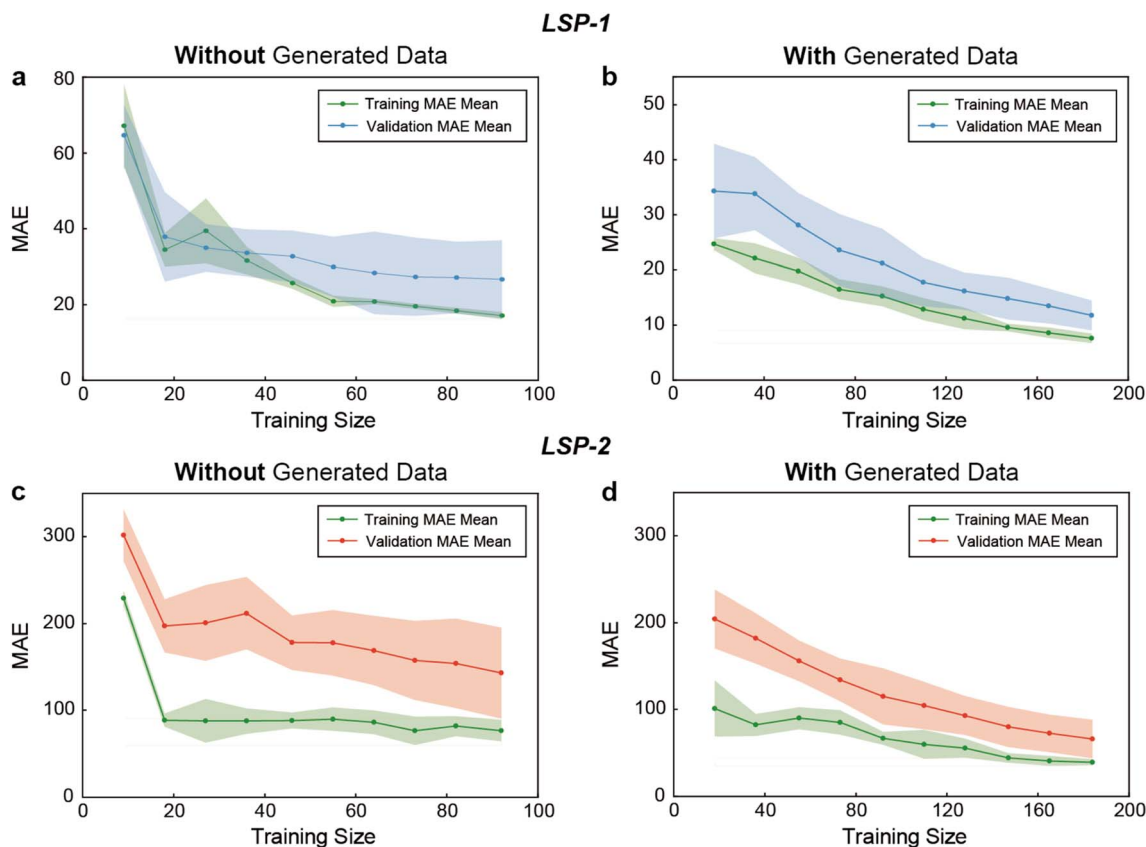 LSP-1
a
Without Generated Data
80
60
40
20
0
MAE
Training MAE Mean
Validation MAE Mean
0 20 40 60 80 100
Training Size
b
With Generated Data
50
40
30
20
10
0
MAE
Training MAE Mean
Validation MAE Mean
0 40 80 120 160 200
Training Size
LSP-2
c
Without Generated Data
300
200
100
0
MAE
Training MAE Mean
Validation MAE Mean
0 20 40 60 80 100
Training Size
d
With Generated Data
300
200
100
0
MAE
Training MAE Mean
Validation MAE Mean
0 40 80 120 160 200
Training Size